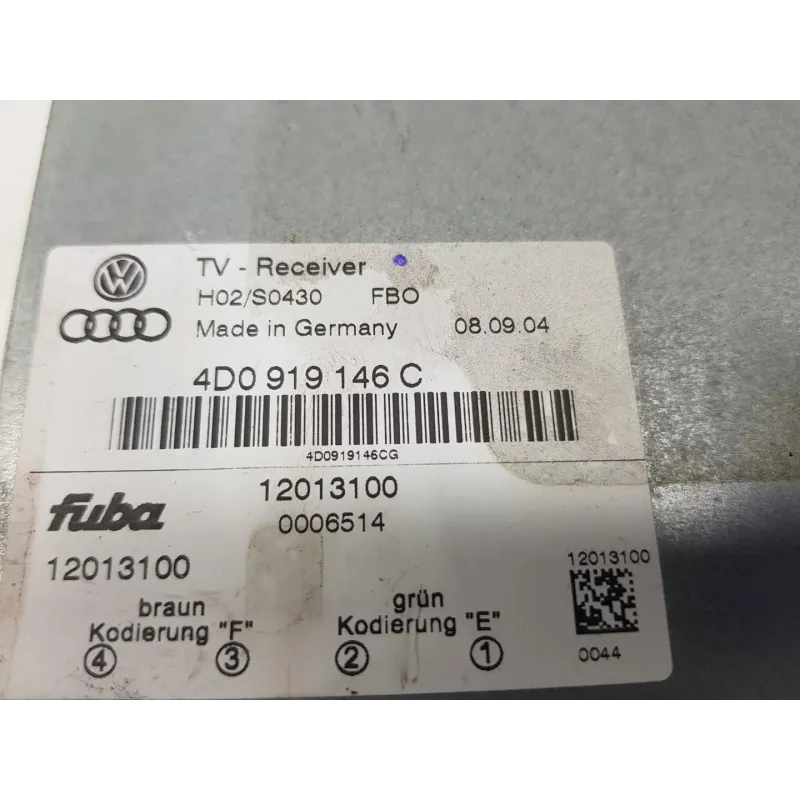 TV - Receiver
H02/S0430 FBO
Made in Germany 08.09.04
4D0 919 146 C
4D0919146CG
fuba 12013100
0006514
12013100
12013100
braun grün
Kodierung "F" Kodierung "E"
4 3 2 1
0044